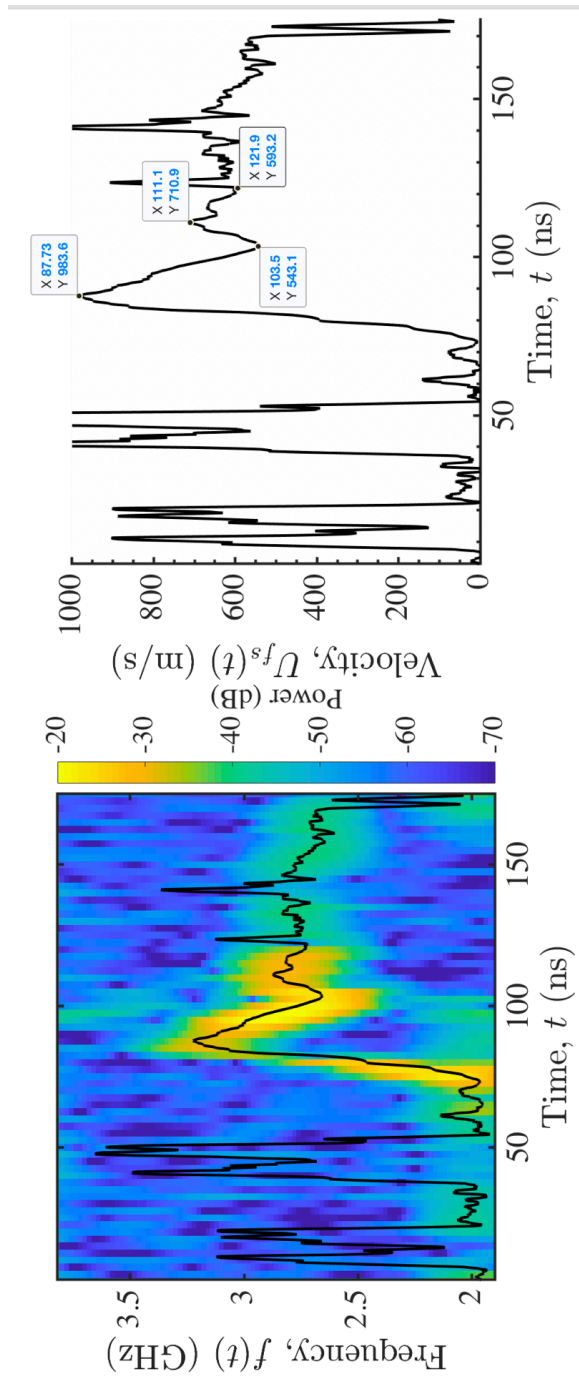 Frequency, f(t) (GHz)
3.5
3
2.5
2
50
100
150
Time, t (ns)
-20
-30
-40
-50
-60
-70
Power (dB)
Velocity, U_fs(t) (m/s)
1000
800
600
400
200
0
50
100
150
Time, t (ns)
X 87.73
Y 983.6
X 103.5
Y 543.1
X 111.1
Y 710.9
X 121.9
Y 593.2